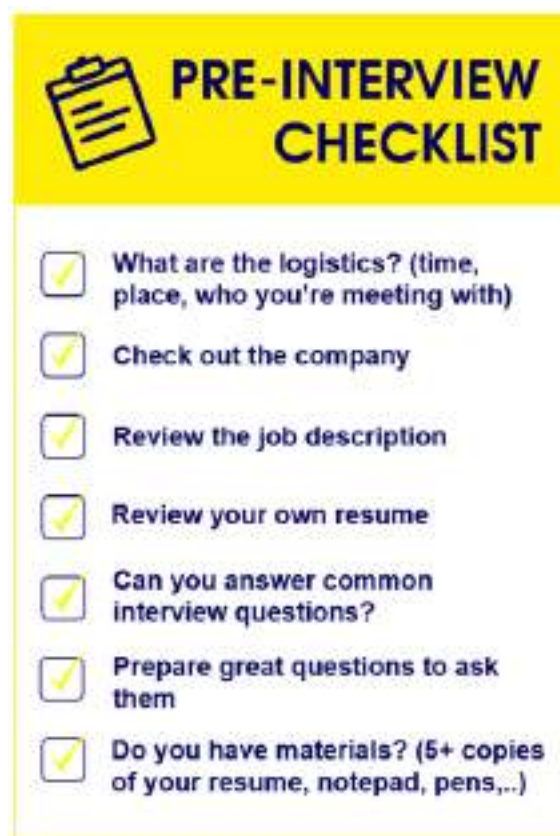 PRE-INTERVIEW
CHECKLIST
What are the logistics? (time,
place, who you're meeting with)
Check out the company
Review the job description
Review your own resume
Can you answer common
interview questions?
Prepare great questions to ask
them
Do you have materials? (5+ copies
of your resume, notepad, pens,..)